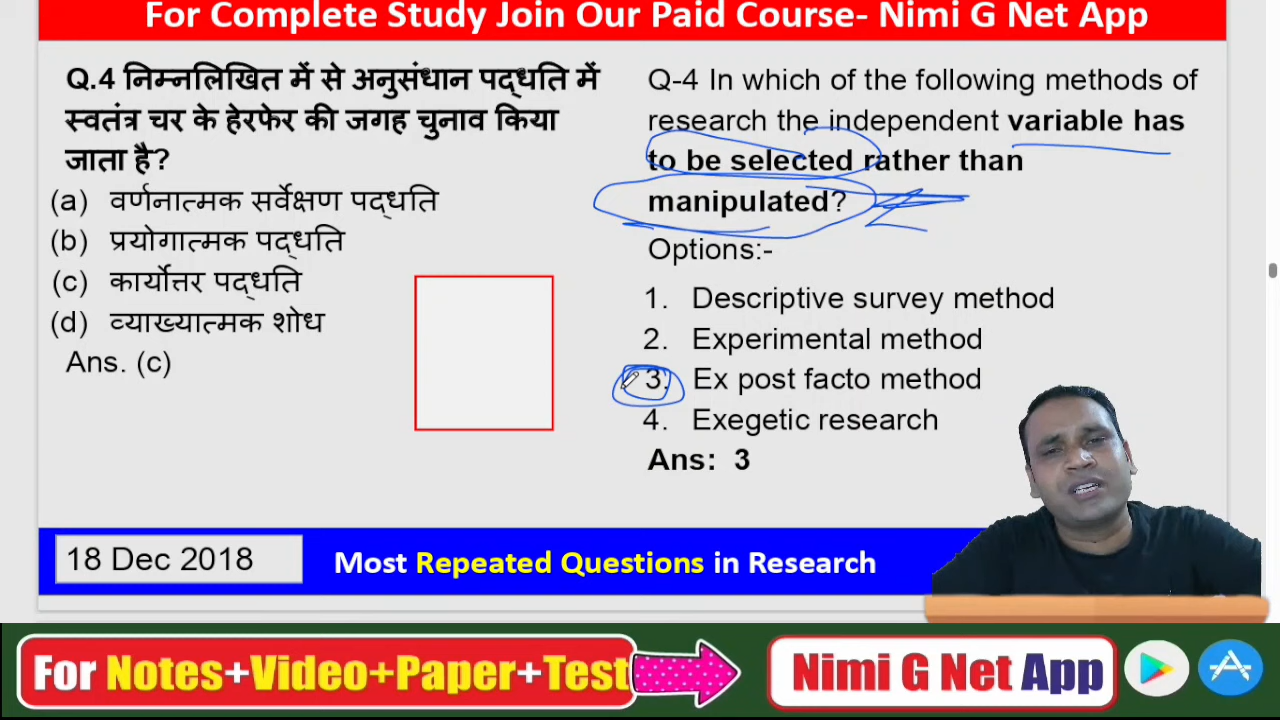 For Complete Study Join Our Paid Course- Nimi G Net App
Q.4 निम्नलिखित में से अनुसंधान पद्धति में
स्वतंत्र चर के हेरफेर की जगह चुनाव किया
जाता है?
(a) वर्णनात्मक सर्वेक्षण पद्धति
(b) प्रयोगात्मक पद्धति
(c) कार्योत्तर पद्धति
(d) व्याख्यात्मक शोध
Ans. (c)
Q-4 In which of the following methods of
research the independent variable has
to be selected rather than
manipulated?
Options:-
1. Descriptive survey method
2. Experimental method
3. Ex post facto method
4. Exegetic research
Ans: 3
18 Dec 2018
Most Repeated Questions in Research
For Notes+Video+Paper+Test
Nimi G Net App